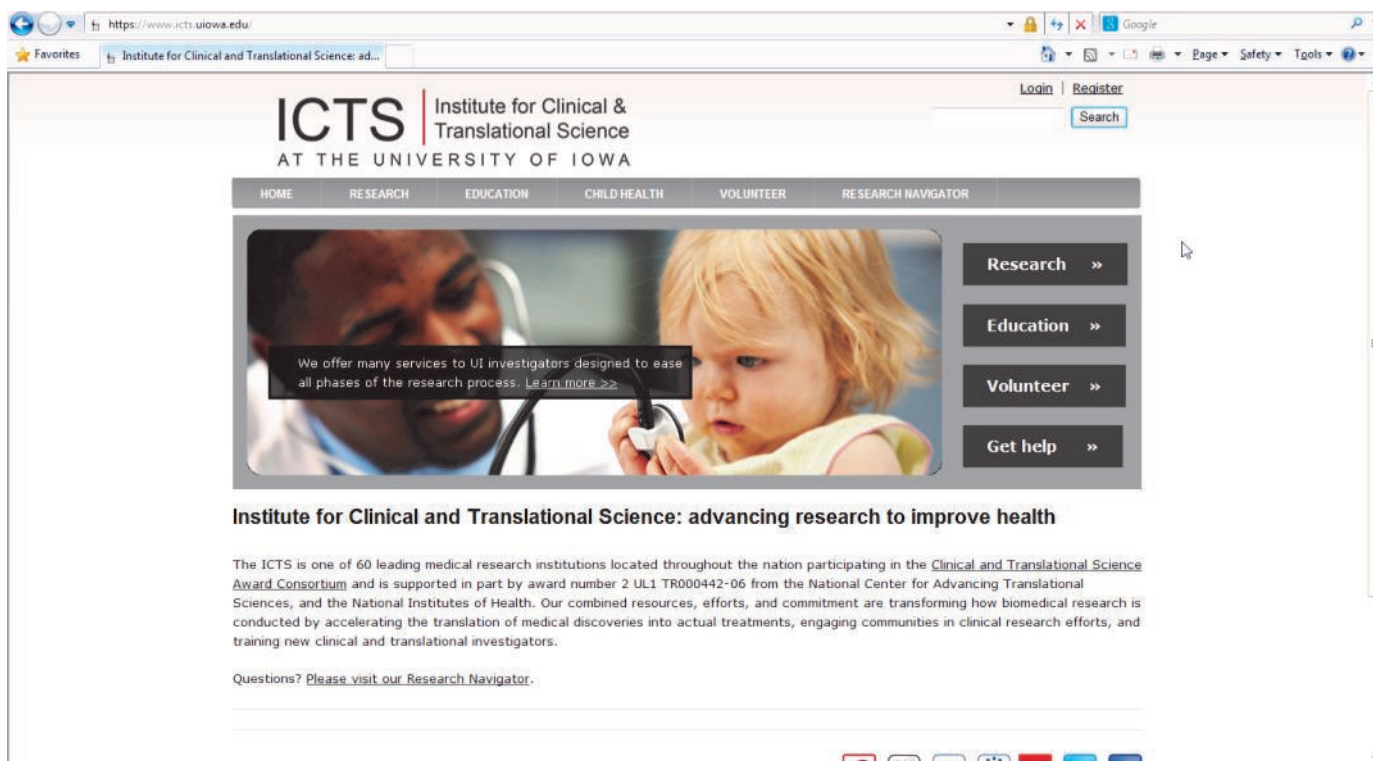 https://www.icts.uiowa.edu/
Google
Favorites
Institute for Clinical and Translational Science: ad...
Page Safety Tools
Login | Register
Search
ICTS
Institute for Clinical &
Translational Science
AT THE UNIVERSITY OF IOWA
HOME RESEARCH EDUCATION CHILD HEALTH VOLUNTEER RESEARCH NAVIGATOR
We offer many services to UI investigators designed to ease
all phases of the research process. Learn more >>
Research »
Education »
Volunteer »
Get help »
Institute for Clinical and Translational Science: advancing research to improve health
The ICTS is one of 60 leading medical research institutions located throughout the nation participating in the Clinical and Translational Science
Award Consortium and is supported in part by award number 2 UL1 TR000442-06 from the National Center for Advancing Translational
Sciences, and the National Institutes of Health. Our combined resources, efforts, and commitment are transforming how biomedical research is
conducted by accelerating the translation of medical discoveries into actual treatments, engaging communities in clinical research efforts, and
training new clinical and translational investigators.
Questions? Please visit our Research Navigator.